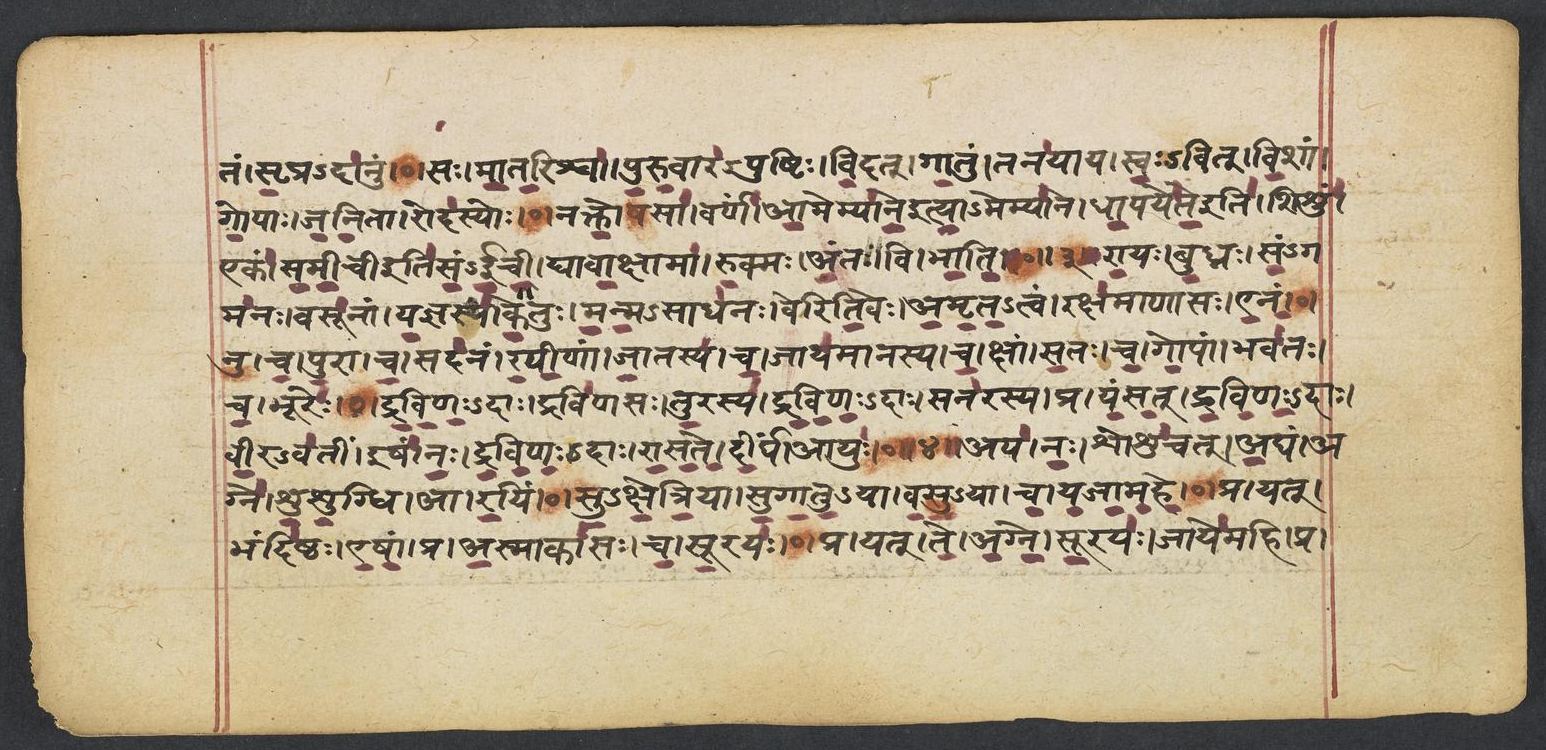 तं।सृप्रऽदानुं।०।सः।मातरिश्वा।पुरुवारऽपुष्टिः।विदत्।गातुं।तनयाय।स्वःऽवित्।विशां।
गोपाः।जनिता।रोदस्योः।०।नक्तोषसा।वर्णं।आमेम्याने इत्याऽमेम्याने।धापयेते इति।शिशुं।
एकं।समीची इति संऽईची।द्यावाक्षामा।रुक्मः।अंतः।वि।भाति।०॥३॥रायः।बुध्नः।संऽग
मनः।वसूनां।यज्ञस्य।केतुः।मन्मऽसाधनः।वेरिति वेः।अमृतऽत्वं।रक्षमाणासः।एनं।०।
नु।च।पुरा।च।सदनं।रयीणां।जातस्य।च।जायमानस्य।च।क्षां।सतः।च।गोपां।भवतः।
च।भूरेः।०।द्रविणःऽदाः।द्रविणसः।तुरस्य।द्रविणःऽदाः।सनरस्य।प्र।यंसत्।द्रविणःऽदाः।
वीरऽवतीं।इषं।नः।द्रविणःऽदाः।रासते।दीर्घं।आयुः।०॥४॥अप।नः।शोशुचत्।अघं।अ
ग्ने।शुशुग्धि।आ।रयिं।०।सुऽक्षेत्रिया।सुगातुऽया।वसुऽया।च।यजामहे।०।प्र।यत्।
भंदिष्ठः।एषां।प्र।अस्माकासः।च।सूरयः।०।प्र।यत्।ते।अग्ने।सूरयः।जायेमहि।प्र।